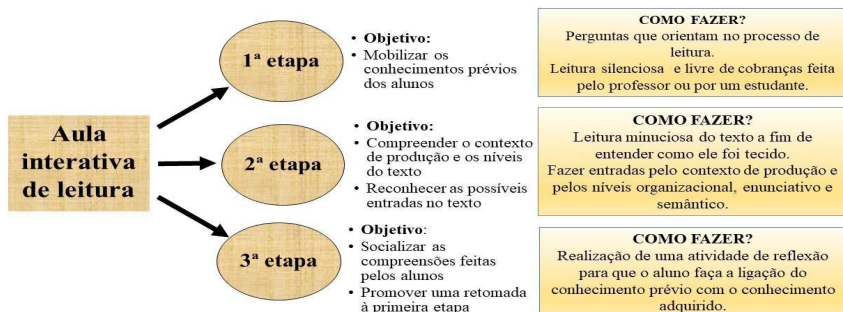 Aula
interativa
de leitura
1ª etapa
• Objetivo:
• Mobilizar os
conhecimentos prévios
dos alunos
COMO FAZER?
Perguntas que orientam no processo de
leitura.
Leitura silenciosa e livre de cobranças feita
pelo professor ou por um estudante.
2ª etapa
• Objetivo:
• Compreender o contexto
de produção e os níveis
do texto
• Reconhecer as possíveis
entradas no texto
COMO FAZER?
Leitura minuciosa do texto a fim de
entender como ele foi tecido.
Fazer entradas pelo contexto de produção e
pelos níveis organizacional, enunciativo e
semântico.
3ª etapa
• Objetivo:
• Socializar as
compreensões feitas
pelos alunos
• Promover uma retomada
à primeira etapa
COMO FAZER?
Realização de uma atividade de reflexão
para que o aluno faça a ligação do
conhecimento prévio com o conhecimento
adquirido.